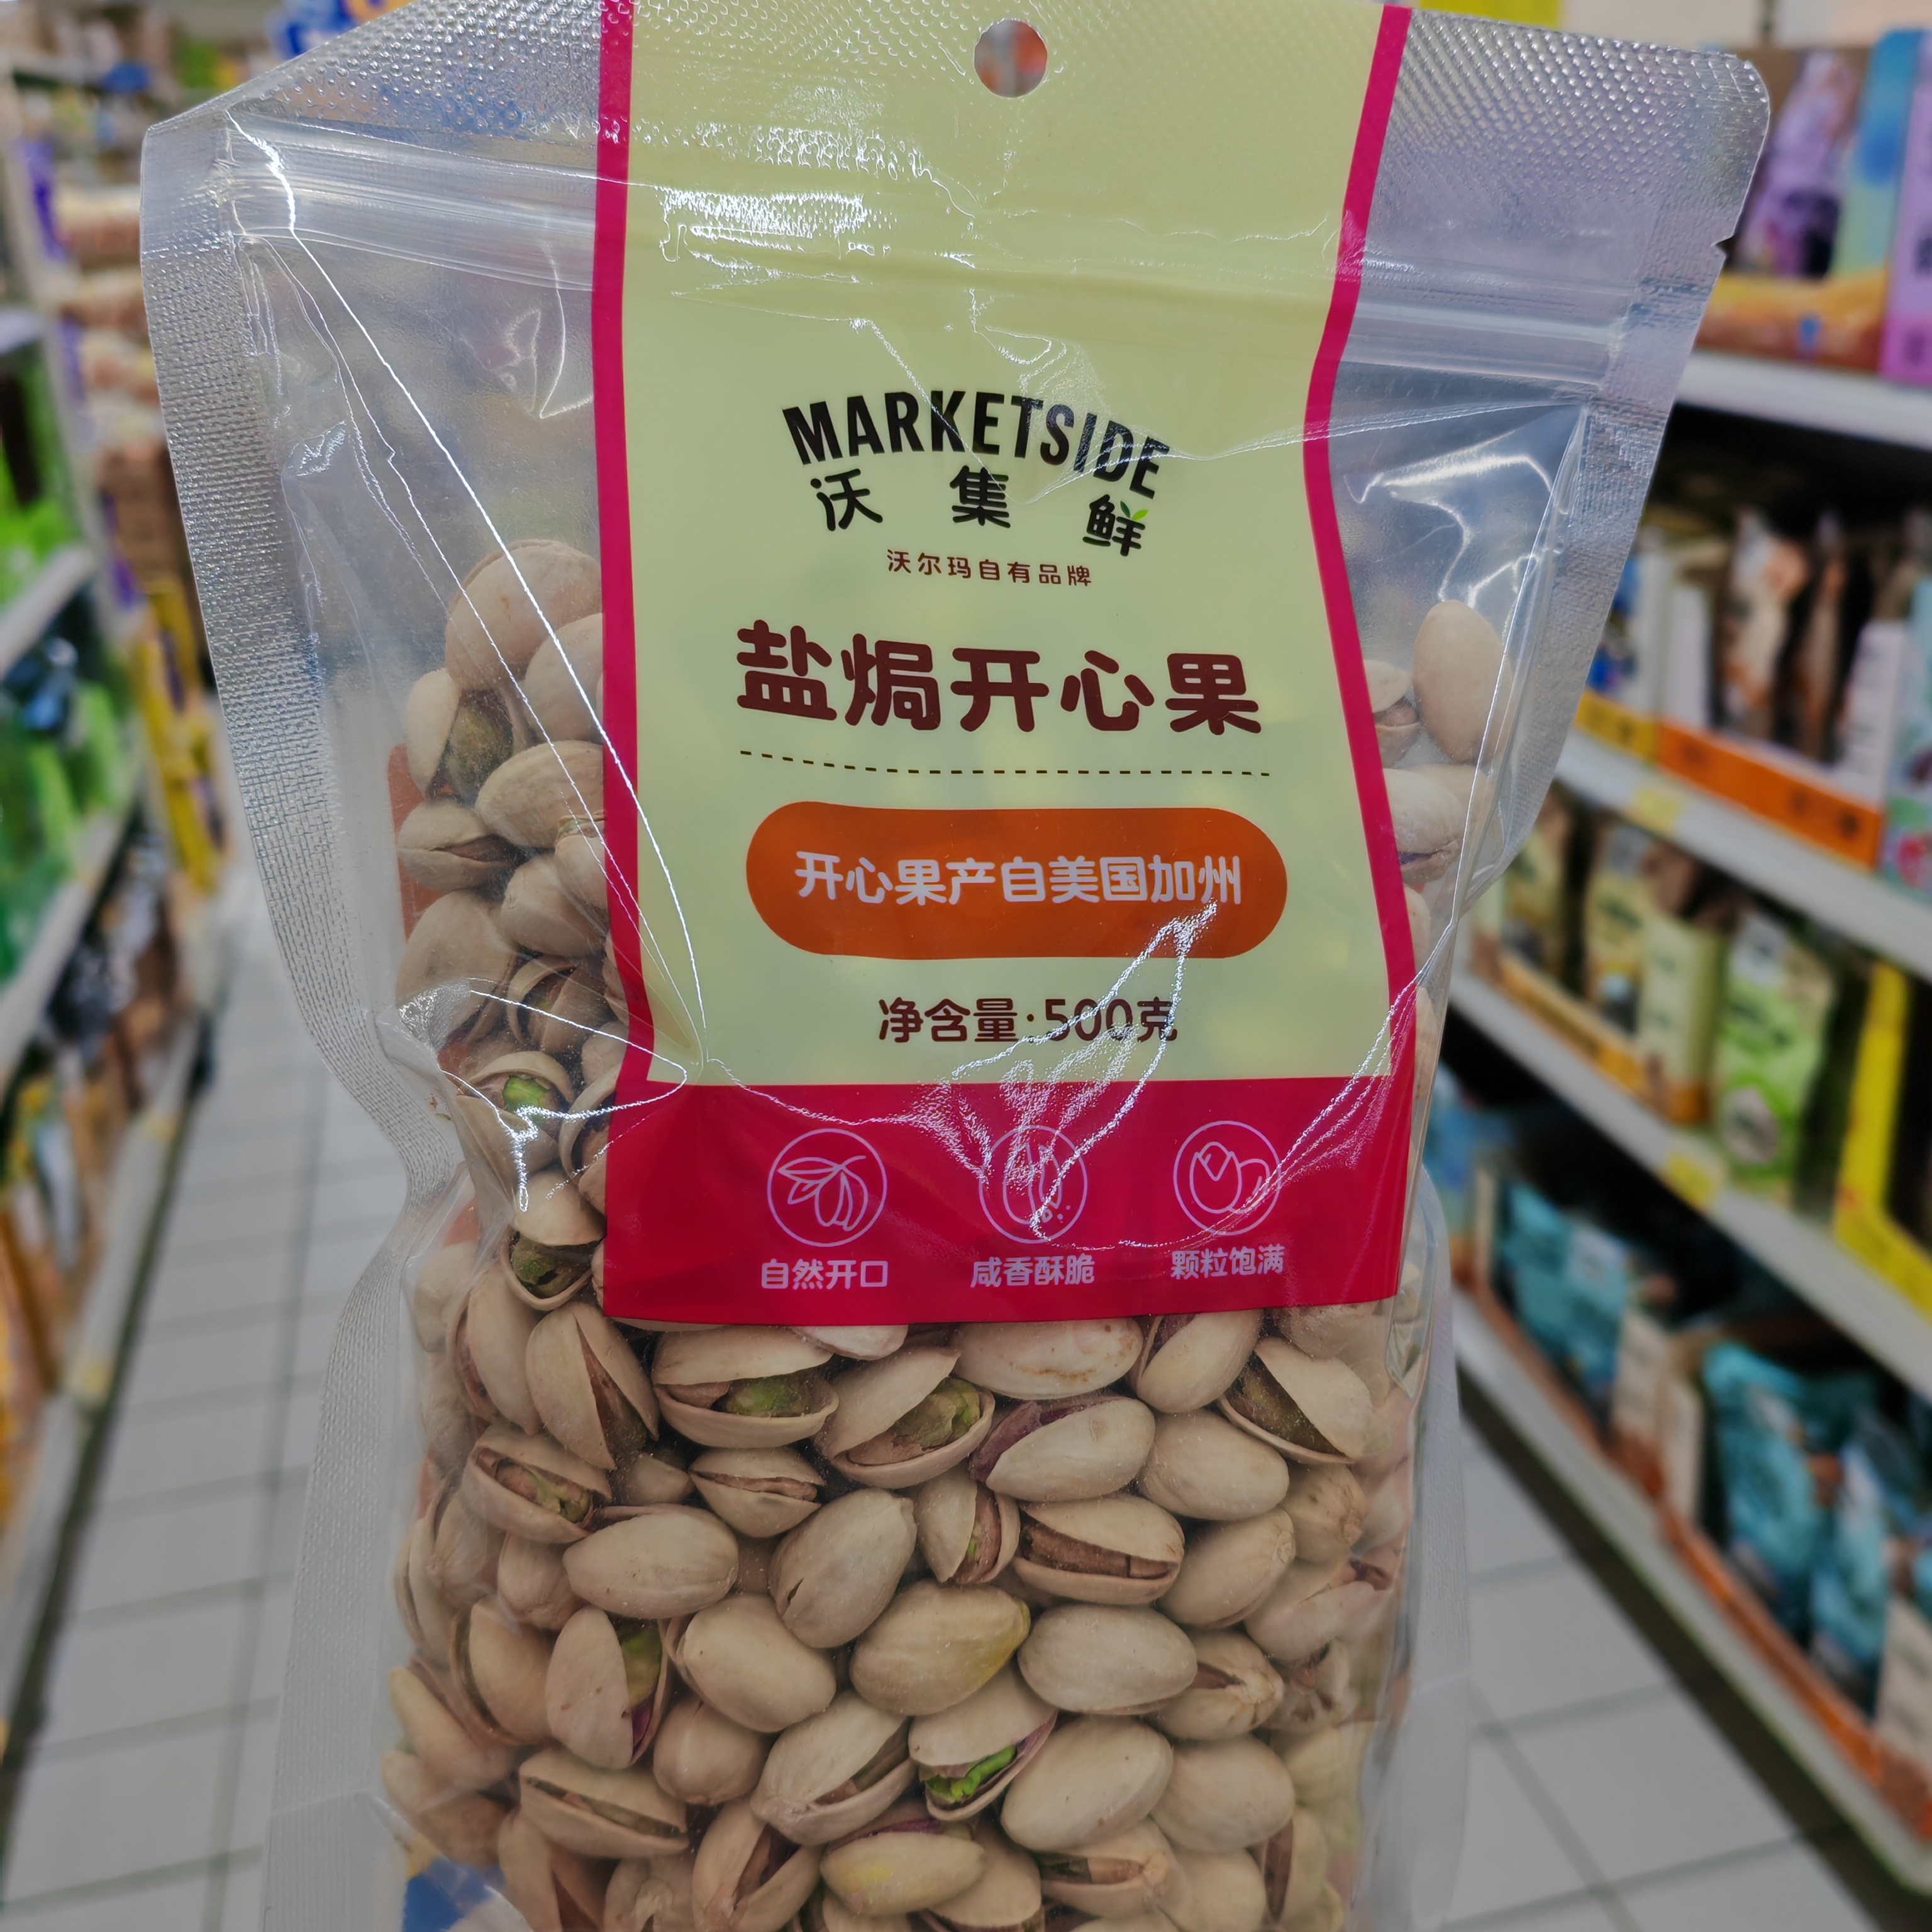 MARKETSIDE
沃集鲜
沃尔玛自有品牌
盐焗开心果
开心果产自美国加州
净含量:500克
自然开口
咸香酥脆
颗粒饱满